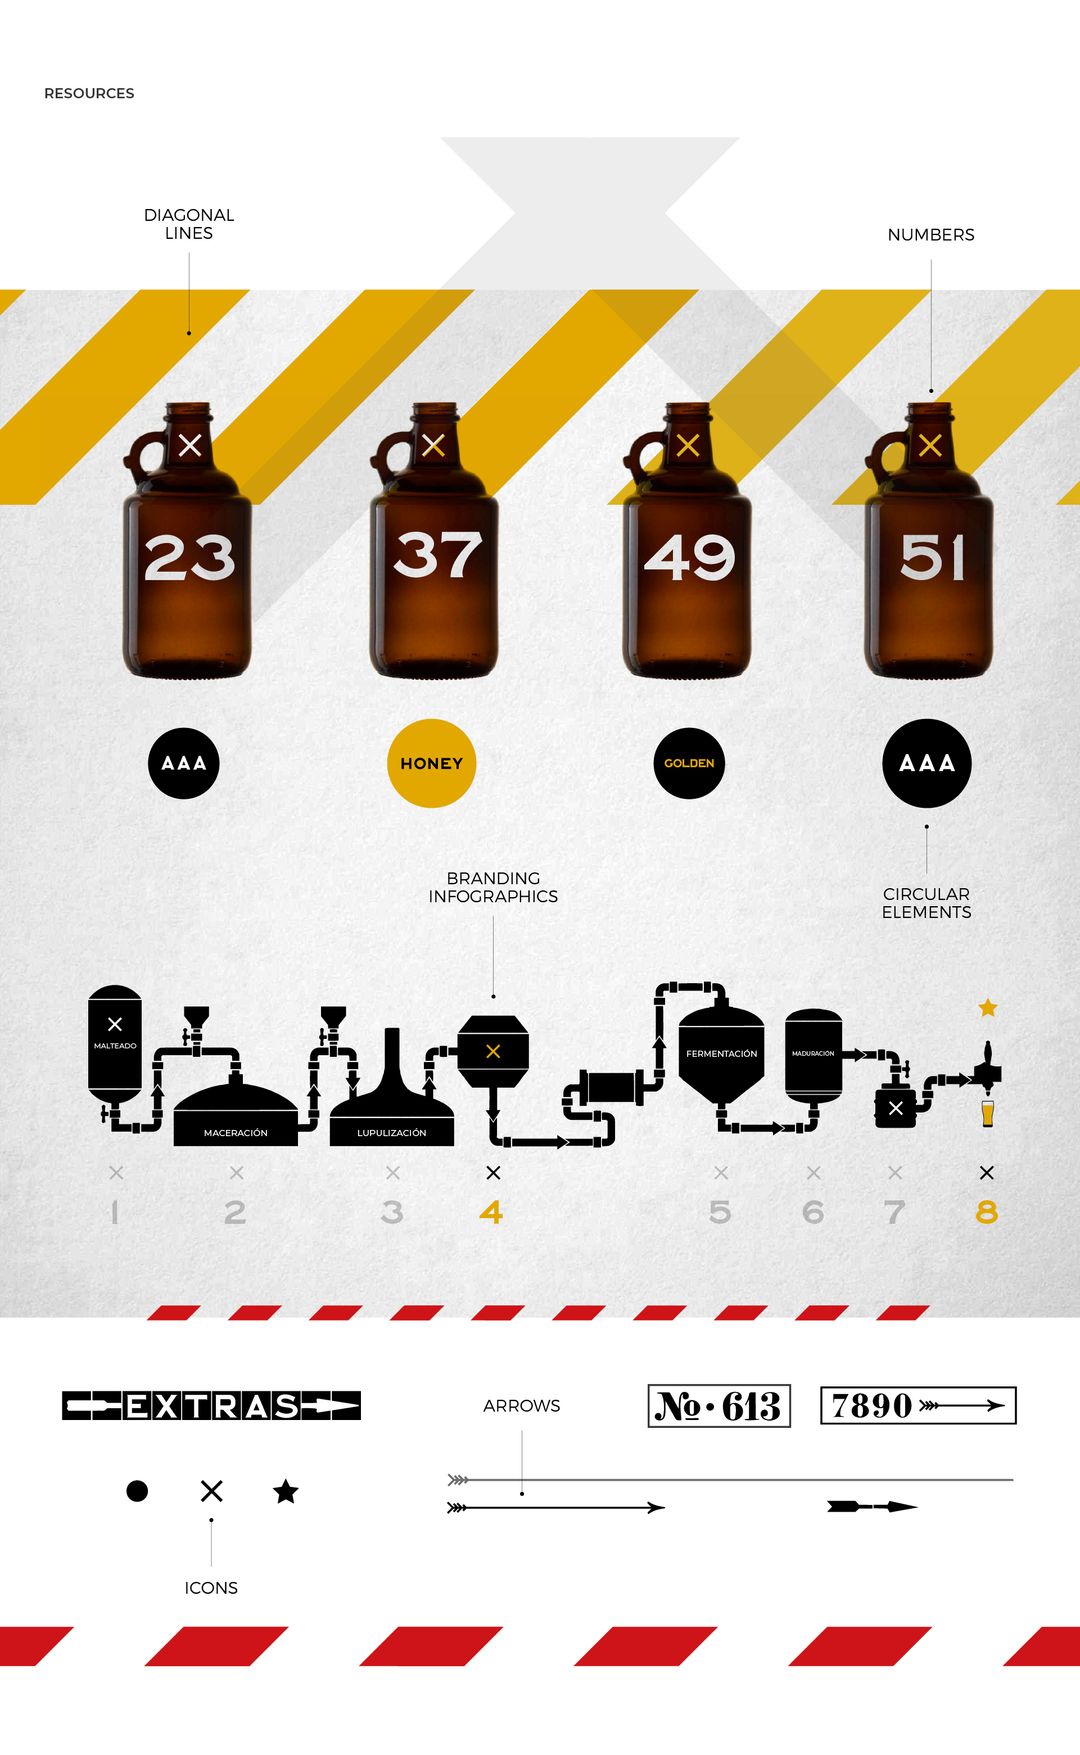 RESOURCES
DIAGONAL
LINES
NUMBERS
23
37
49
51
AAA
HONEY
GOLDEN
AAA
BRANDING
INFOGRAPHICS
CIRCULAR
ELEMENTS
MALTEADO
MACERACIÓN
LUPULIZACIÓN
FERMENTACIÓN
MADURACIÓN
1
2
3
4
5
6
7
8
EXTRAS
ARROWS
No · 613
7890
ICONS